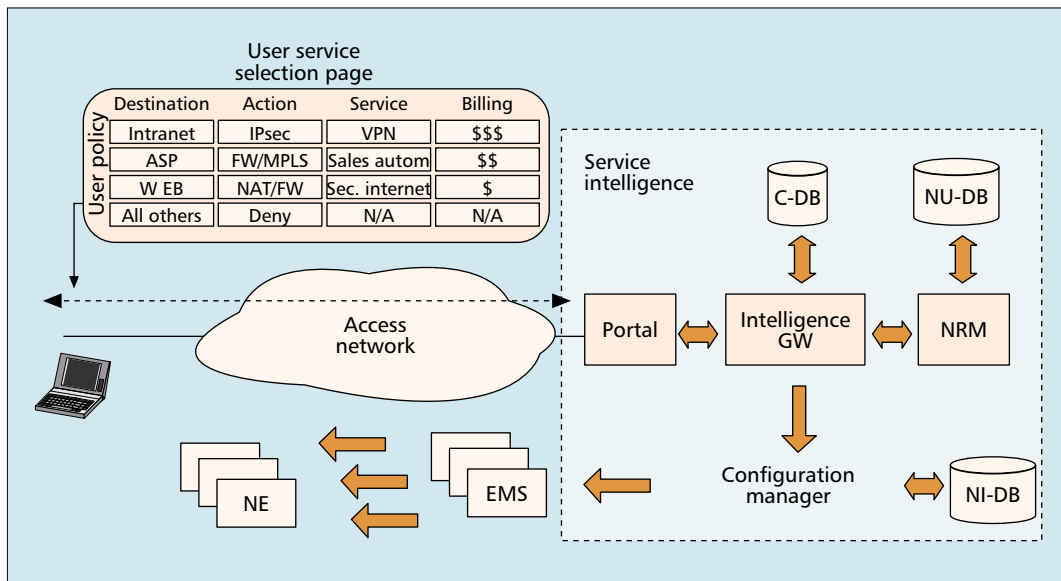 User service
selection page
User policy
Destination Action Service Billing
Intranet IPsec VPN $$$
ASP FW/MPLS Sales autom $$
W EB NAT/FW Sec. internet $
All others Deny N/A N/A
Service
intelligence
C-DB
NU-DB
Access
network
Portal
Intelligence
GW
NRM
Configuration
manager
NI-DB
EMS
NE